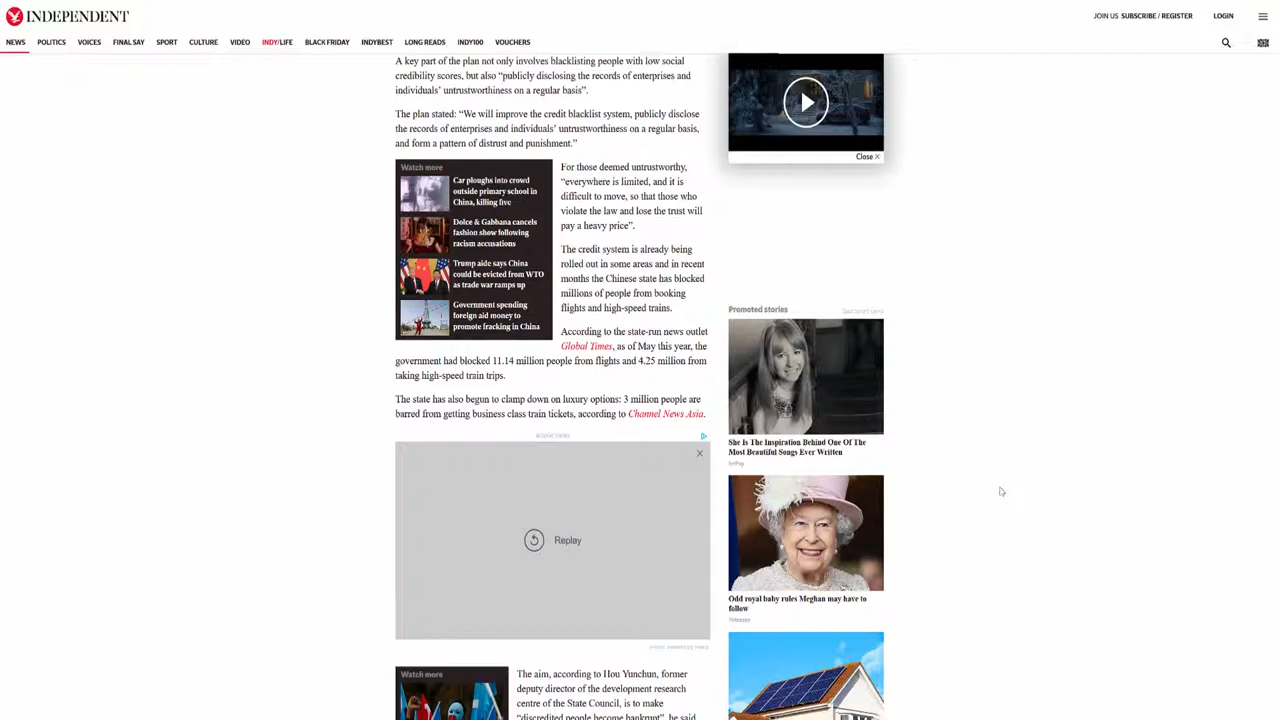 INDEPENDENT
JOIN US SUBSCRIBE / REGISTER LOGIN
NEWS POLITICS VOICES FINAL SAY SPORT CULTURE VIDEO INDY/LIFE BLACK FRIDAY INDYBEST LONG READS INDY100 VOUCHERS
A key part of the plan not only involves blacklisting people with low social
credibility scores, but also “publicly disclosing the records of enterprises and
individuals’ untrustworthiness on a regular basis”.
The plan stated: “We will improve the credit blacklist system, publicly disclose
the records of enterprises and individuals’ untrustworthiness on a regular basis,
and form a pattern of distrust and punishment.”
Watch more
Car ploughs into crowd
outside primary school in
China, killing five
Dolce & Gabbana cancels
fashion show following
racism accusations
Trump aide says China
could be evicted from WTO
as trade war ramps up
Government spending
foreign aid money to
promote fracking in China
For those deemed untrustworthy,
“everywhere is limited, and it is
difficult to move, so that those who
violate the law and lose the trust will
pay a heavy price”.
The credit system is already being
rolled out in some areas and in recent
months the Chinese state has blocked
millions of people from booking
flights and high-speed trains.
According to the state-run news outlet
Global Times, as of May this year, the
government had blocked 11.14 million people from flights and 4.25 million from
taking high-speed train trips.
The state has also begun to clamp down on luxury options: 3 million people are
barred from getting business class train tickets, according to Channel News Asia.
Replay
Watch more
The aim, according to Hou Yunchun, former
deputy director of the development research
centre of the State Council, is to make
“discredited people become bankrupt”, he said
Close X
Promoted stories
She Is The Inspiration Behind One Of The
Most Beautiful Songs Ever Written
Odd royal baby rules Meghan may have to
follow